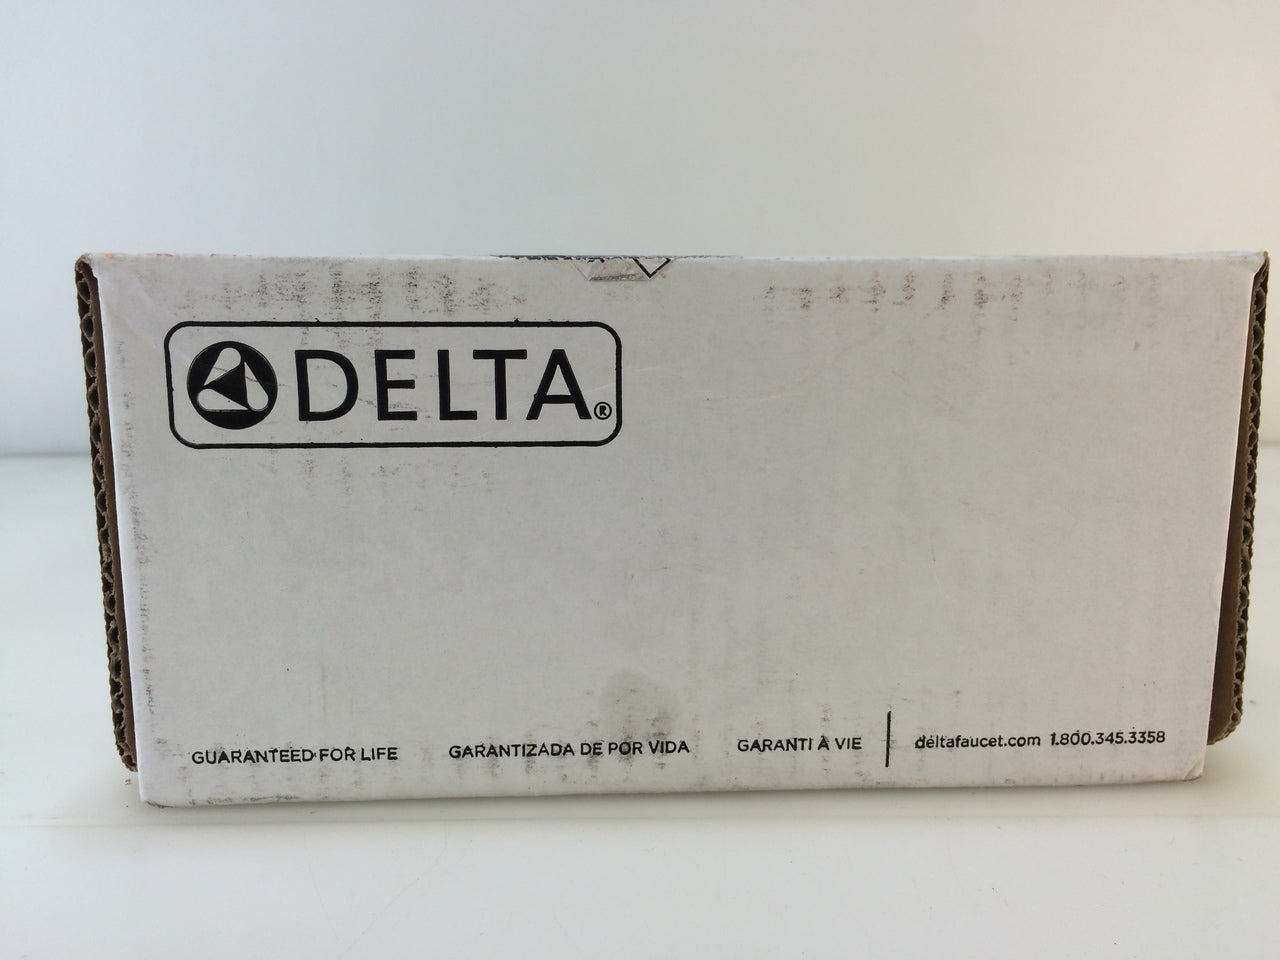 DELTA®
GUARANTEED FOR LIFE GARANTIZADA DE POR VIDA GARANTI À VIE deltafaucet.com 1.800.345.3358